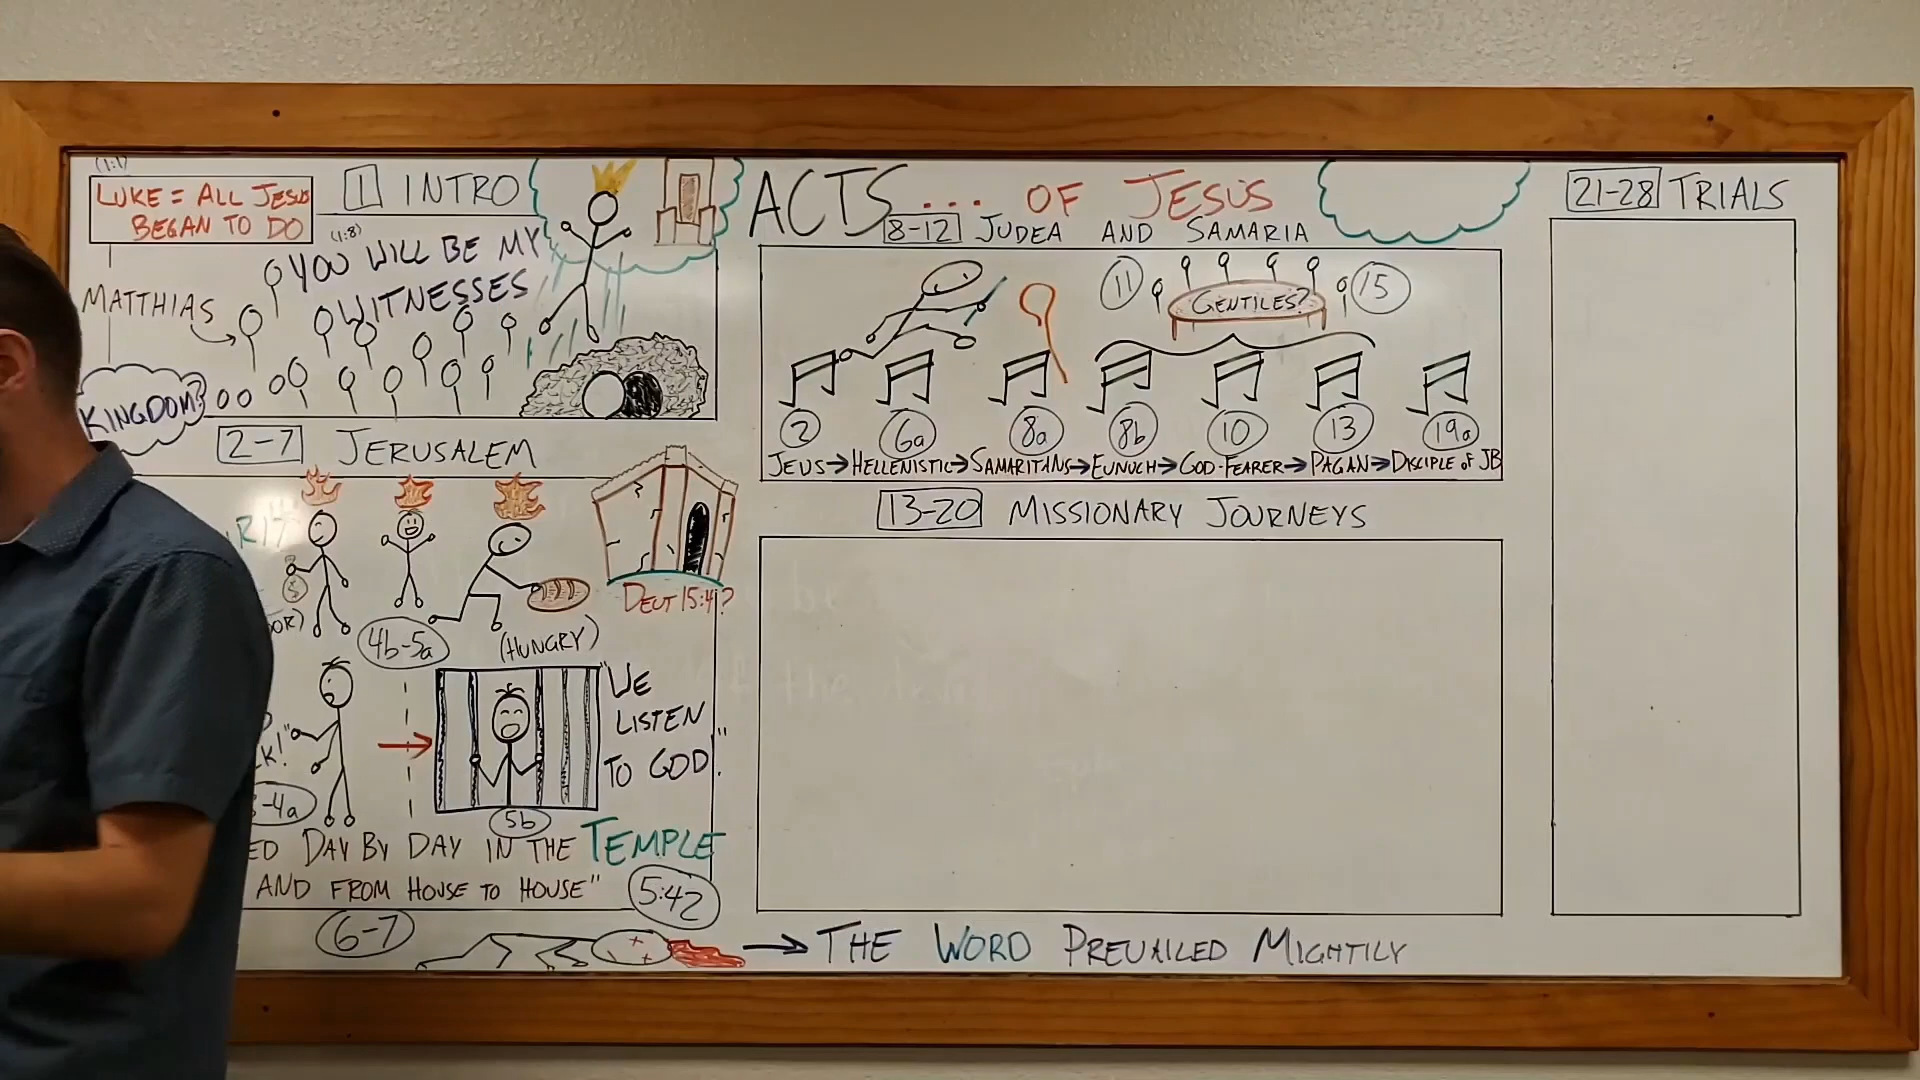 (1:1)
LUKE = ALL JESUS
BEGAN TO DO
1 INTRO
(1:8)
YOU WILL BE MY
WITNESSES
MATTHIAS
KINGDOM?
2-7 JERUSALEM
$
4b-5a
(HUNGRY)
DEUT 15:4?
"WE
LISTEN
TO GOD."
-4a
5b
ED DAY BY DAY IN THE TEMPLE
AND FROM HOUSE TO HOUSE"
5:42
6-7
→ THE WORD PREVAILED MIGHTILY
ACTS... OF JESUS
8-12 JUDEA AND SAMARIA
11 GENTILES? 15
2 6a 8a 8b 10 13 19a
JEUS→HELLENISTIC→SAMARITANS→EUNUCH→GOD-FEARER→PAGAN→DISCIPLE OF JB
13-20 MISSIONARY JOURNEYS
21-28 TRIALS